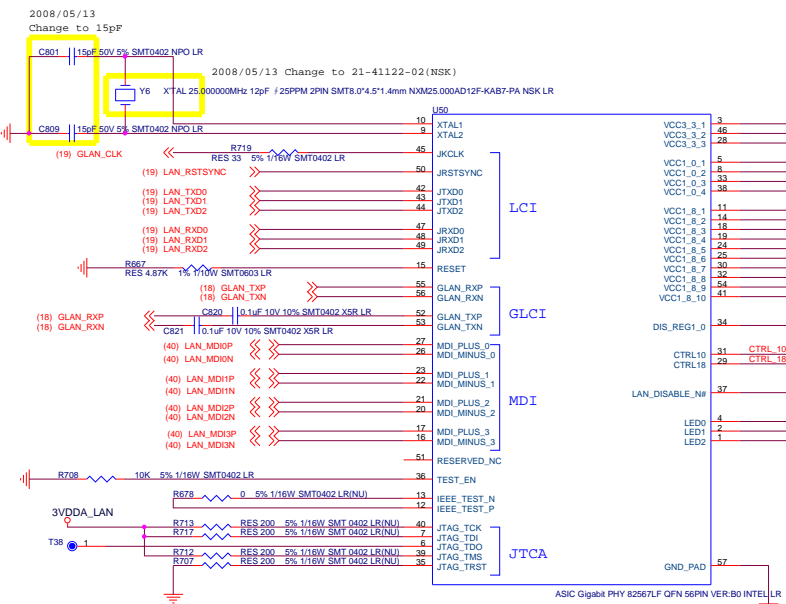 2008/05/13
Change to 15pF
C801 15pF 50V 5% SMT0402 NPO LR
2008/05/13 Change to 21-41122-02(NSK)
Y6 X'TAL 25.000000MHz 12pF ±25PPM 2PIN SMT8.0*4.5*1.4mm NXM25.000AD12F-KAB7-PA NSK LR
C809 15pF 50V 5% SMT0402 NPO LR
U50
10 XTAL1
9 XTAL2
(19) GLAN_CLK R719 45 JKCLK
RES 33 5% 1/16W SMT0402 LR
(19) LAN_RSTSYNC 50 JRSTSYNC
(19) LAN_TXD0 42 JTXD0
(19) LAN_TXD1 43 JTXD1
(19) LAN_TXD2 44 JTXD2
LCI
(19) LAN_RXD0 47 JRXD0
(19) LAN_RXD1 48 JRXD1
(19) LAN_RXD2 49 JRXD2
R667 15 RESET
RES 4.87K 1% 1/10W SMT0603 LR
(18) GLAN_TXP 55 GLAN_RXP
(18) GLAN_TXN 56 GLAN_RXN
GLCI
(18) GLAN_RXP C820 0.1uF 10V 10% SMT0402 X5R LR 52 GLAN_TXP
(18) GLAN_RXN C821 0.1uF 10V 10% SMT0402 X5R LR 53 GLAN_TXN
(40) LAN_MDI0P 27 MDI_PLUS_0
(40) LAN_MDI0N 26 MDI_MINUS_0
(40) LAN_MDI1P 23 MDI_PLUS_1
(40) LAN_MDI1N 22 MDI_MINUS_1
MDI
(40) LAN_MDI2P 21 MDI_PLUS_2
(40) LAN_MDI2N 20 MDI_MINUS_2
(40) LAN_MDI3P 17 MDI_PLUS_3
(40) LAN_MDI3N 16 MDI_MINUS_3
51 RESERVED_NC
R708 10K 5% 1/16W SMT0402 LR 36 TEST_EN
R678 0 5% 1/16W SMT0402 LR(NU) 13 IEEE_TEST_N
12 IEEE_TEST_P
3VDDA_LAN
R713 RES 200 5% 1/16W SMT 0402 LR(NU) 40 JTAG_TCK
R717 RES 200 5% 1/16W SMT 0402 LR(NU) 7 JTAG_TDI
T38 1 6 JTAG_TDO
R712 RES 200 5% 1/16W SMT 0402 LR(NU) 39 JTAG_TMS
R707 RES 200 5% 1/16W SMT 0402 LR(NU) 35 JTAG_TRST
JTCA
VCC3_3_1 3
VCC3_3_2 46
VCC3_3_3 28
VCC1_0_1 5
VCC1_0_2 8
VCC1_0_3 33
VCC1_0_4 38
VCC1_8_1 11
VCC1_8_2 14
VCC1_8_3 18
VCC1_8_4 19
VCC1_8_5 24
VCC1_8_6 25
VCC1_8_7 30
VCC1_8_8 32
VCC1_8_9 54
VCC1_8_10 41
DIS_REG1_0 34
CTRL10 31 CTRL_10
CTRL18 29 CTRL_18
LAN_DISABLE_N# 37
LED0 4
LED1 2
LED2 1
GND_PAD 57
ASIC Gigabit PHY 82567LF QFN 56PIN VER:B0 INTEL LR